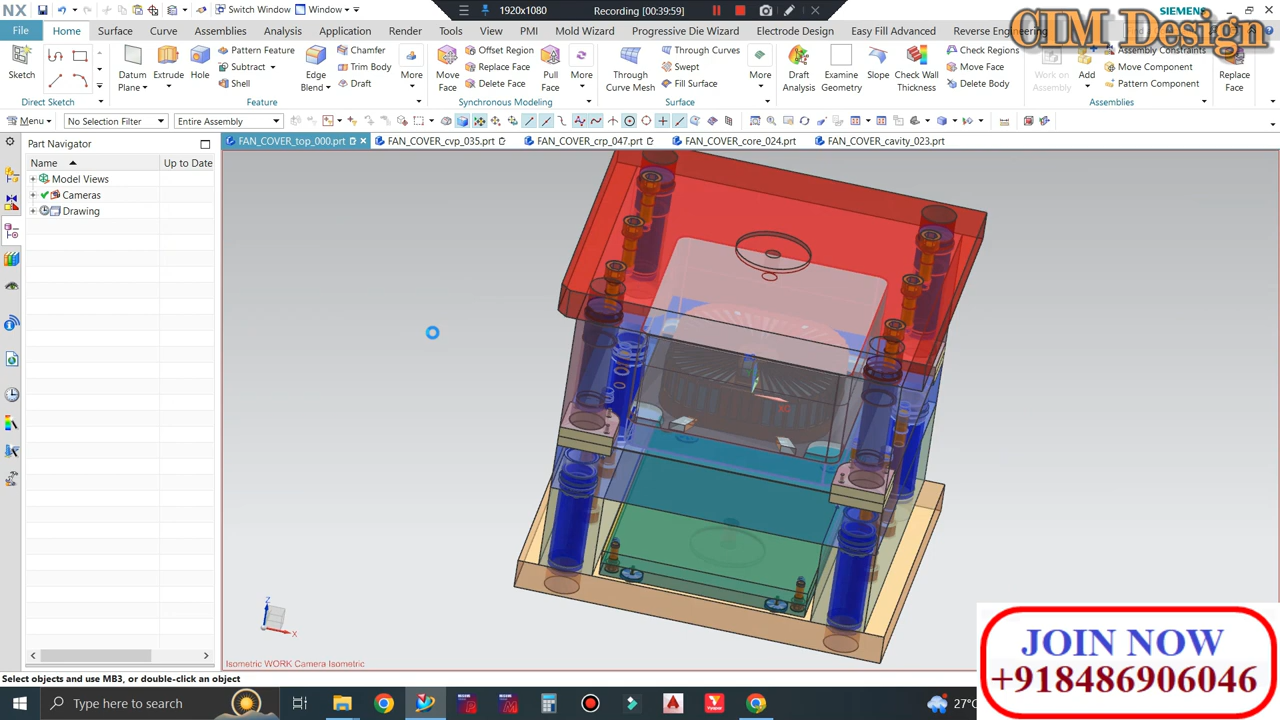 NX
Switch Window
Window
1920x1080
Recording [00:39:59]
SIEMENS
CIM Design
File
Home
Surface
Curve
Assemblies
Analysis
Application
Render
Tools
View
PMI
Mold Wizard
Progressive Die Wizard
Electrode Design
Easy Fill Advanced
Reverse Engineering
Sketch
Direct Sketch
Datum Plane
Extrude
Hole
Pattern Feature
Subtract
Shell
Edge Blend
Chamfer
Trim Body
Draft
More
Feature
Move Face
Offset Region
Replace Face
Delete Face
Pull Face
More
Synchronous Modeling
Through Curve Mesh
Through Curves
Swept
Fill Surface
More
Surface
Draft Analysis
Examine Geometry
Slope
Check Wall Thickness
Check Regions
Move Face
Delete Body
Work on Assembly
Add
Assembly Constraints
Move Component
Pattern Component
Assemblies
Replace Face
Menu
No Selection Filter
Entire Assembly
Part Navigator
FAN_COVER_top_000.prt
FAN_COVER_cvp_035.prt
FAN_COVER_crp_047.prt
FAN_COVER_core_024.prt
FAN_COVER_cavity_023.prt
Name
Up to Date
Model Views
Cameras
Drawing
XC
Z
X
Isometric WORK Camera Isometric
Select objects and use MB3, or double-click an object
JOIN NOW
+918486906046
Type here to search
27°C